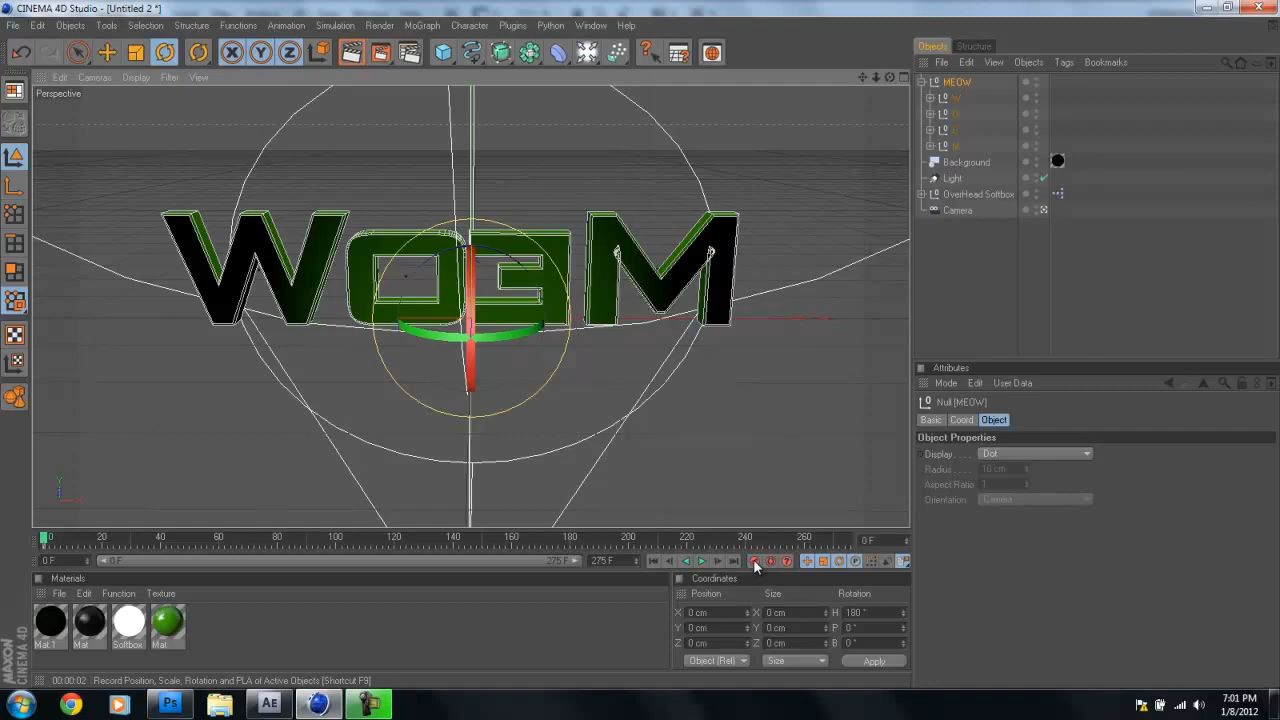 CINEMA 4D Studio - [Untitled 2 *]
File Edit Objects Tools Selection Structure Functions Animation Simulation Render MoGraph Character Plugins Python Window Help
Edit Cameras Display Filter View
Perspective
WOEM
Y
X
Objects Structure
File Edit View Objects Tags Bookmarks
MEOW
W
O
E
M
Background
Light
OverHead Softbox
Camera
Attributes
Mode Edit User Data
Null [MEOW]
Basic Coord. Object
Object Properties
Display. . . . . Dot
Radius . . . . . 10 cm
Aspect Ratio 1
Orientation. . Camera
0 20 40 60 80 100 120 140 160 180 200 220 240 260 0 F
0 F 0 F 275 F 275 F
Materials
File Edit Function Texture
Mat 1 Mat Softbox Mat
Coordinates
Position Size Rotation
X 0 cm X 0 cm H 180 °
Y 0 cm Y 0 cm P 0 °
Z 0 cm Z 0 cm B 0 °
Object (Rel) Size Apply
MAXON CINEMA 4D
00:00:02 Record Position, Scale, Rotation and PLA of Active Objects [Shortcut F9]
Ps
Ae
7:01 PM
1/8/2012